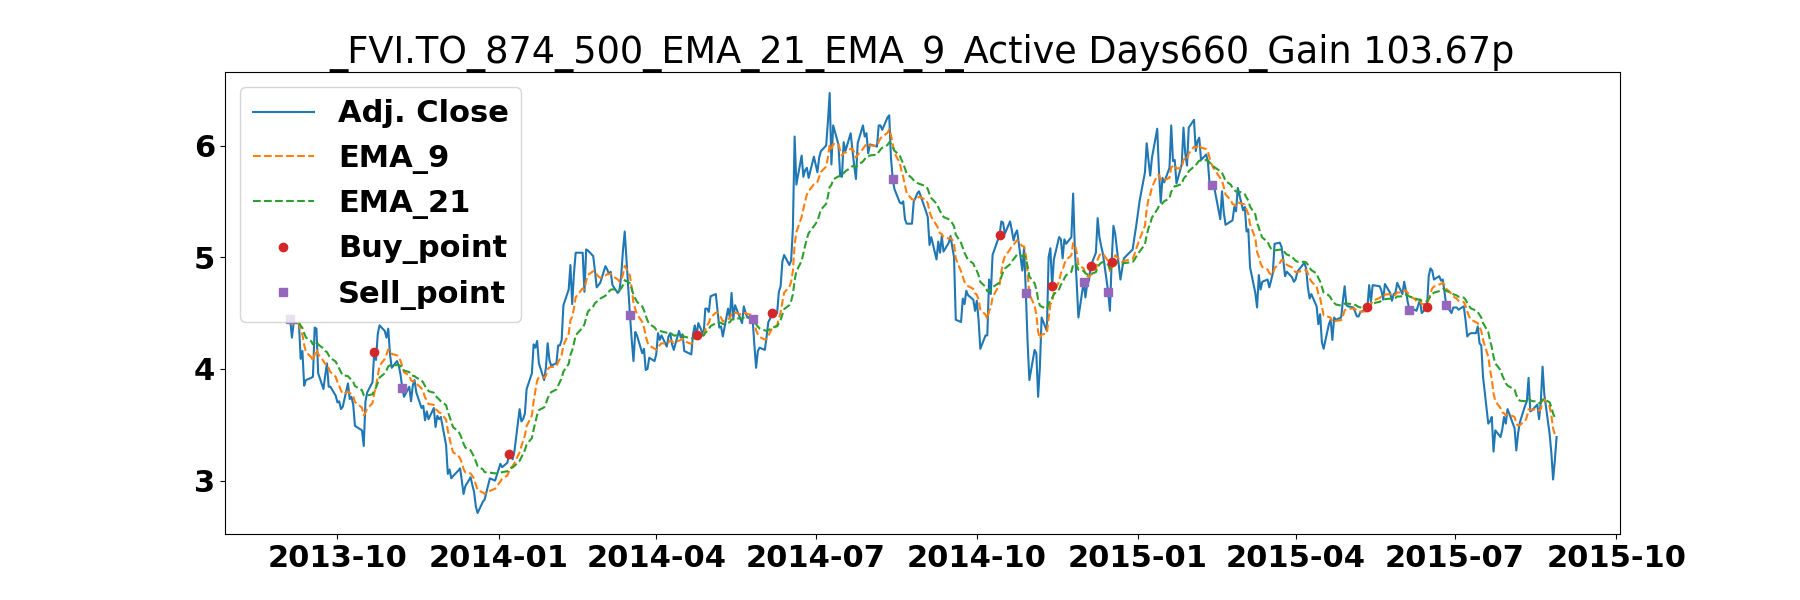 _FVI.TO_874_500_EMA_21_EMA_9_Active Days660_Gain 103.67p
Adj. Close
EMA_9
EMA_21
Buy_point
Sell_point
6
5
4
3
2013-10 2014-01 2014-04 2014-07 2014-10 2015-01 2015-04 2015-07 2015-10